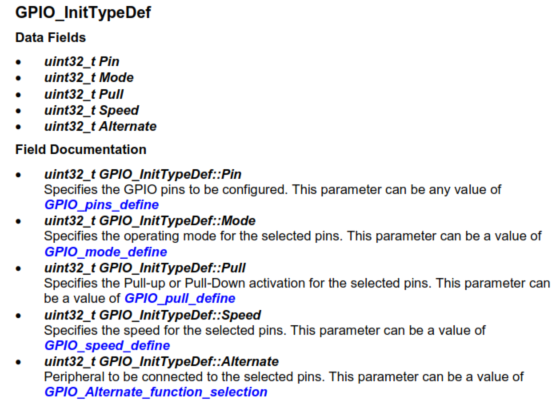 GPIO_InitTypeDef
Data Fields
• uint32_t Pin
• uint32_t Mode
• uint32_t Pull
• uint32_t Speed
• uint32_t Alternate
Field Documentation
• uint32_t GPIO_InitTypeDef::Pin
Specifies the GPIO pins to be configured. This parameter can be any value of
GPIO_pins_define
• uint32_t GPIO_InitTypeDef::Mode
Specifies the operating mode for the selected pins. This parameter can be a value of
GPIO_mode_define
• uint32_t GPIO_InitTypeDef::Pull
Specifies the Pull-up or Pull-Down activation for the selected pins. This parameter can
be a value of GPIO_pull_define
• uint32_t GPIO_InitTypeDef::Speed
Specifies the speed for the selected pins. This parameter can be a value of
GPIO_speed_define
• uint32_t GPIO_InitTypeDef::Alternate
Peripheral to be connected to the selected pins. This parameter can be a value of
GPIO_Alternate_function_selection